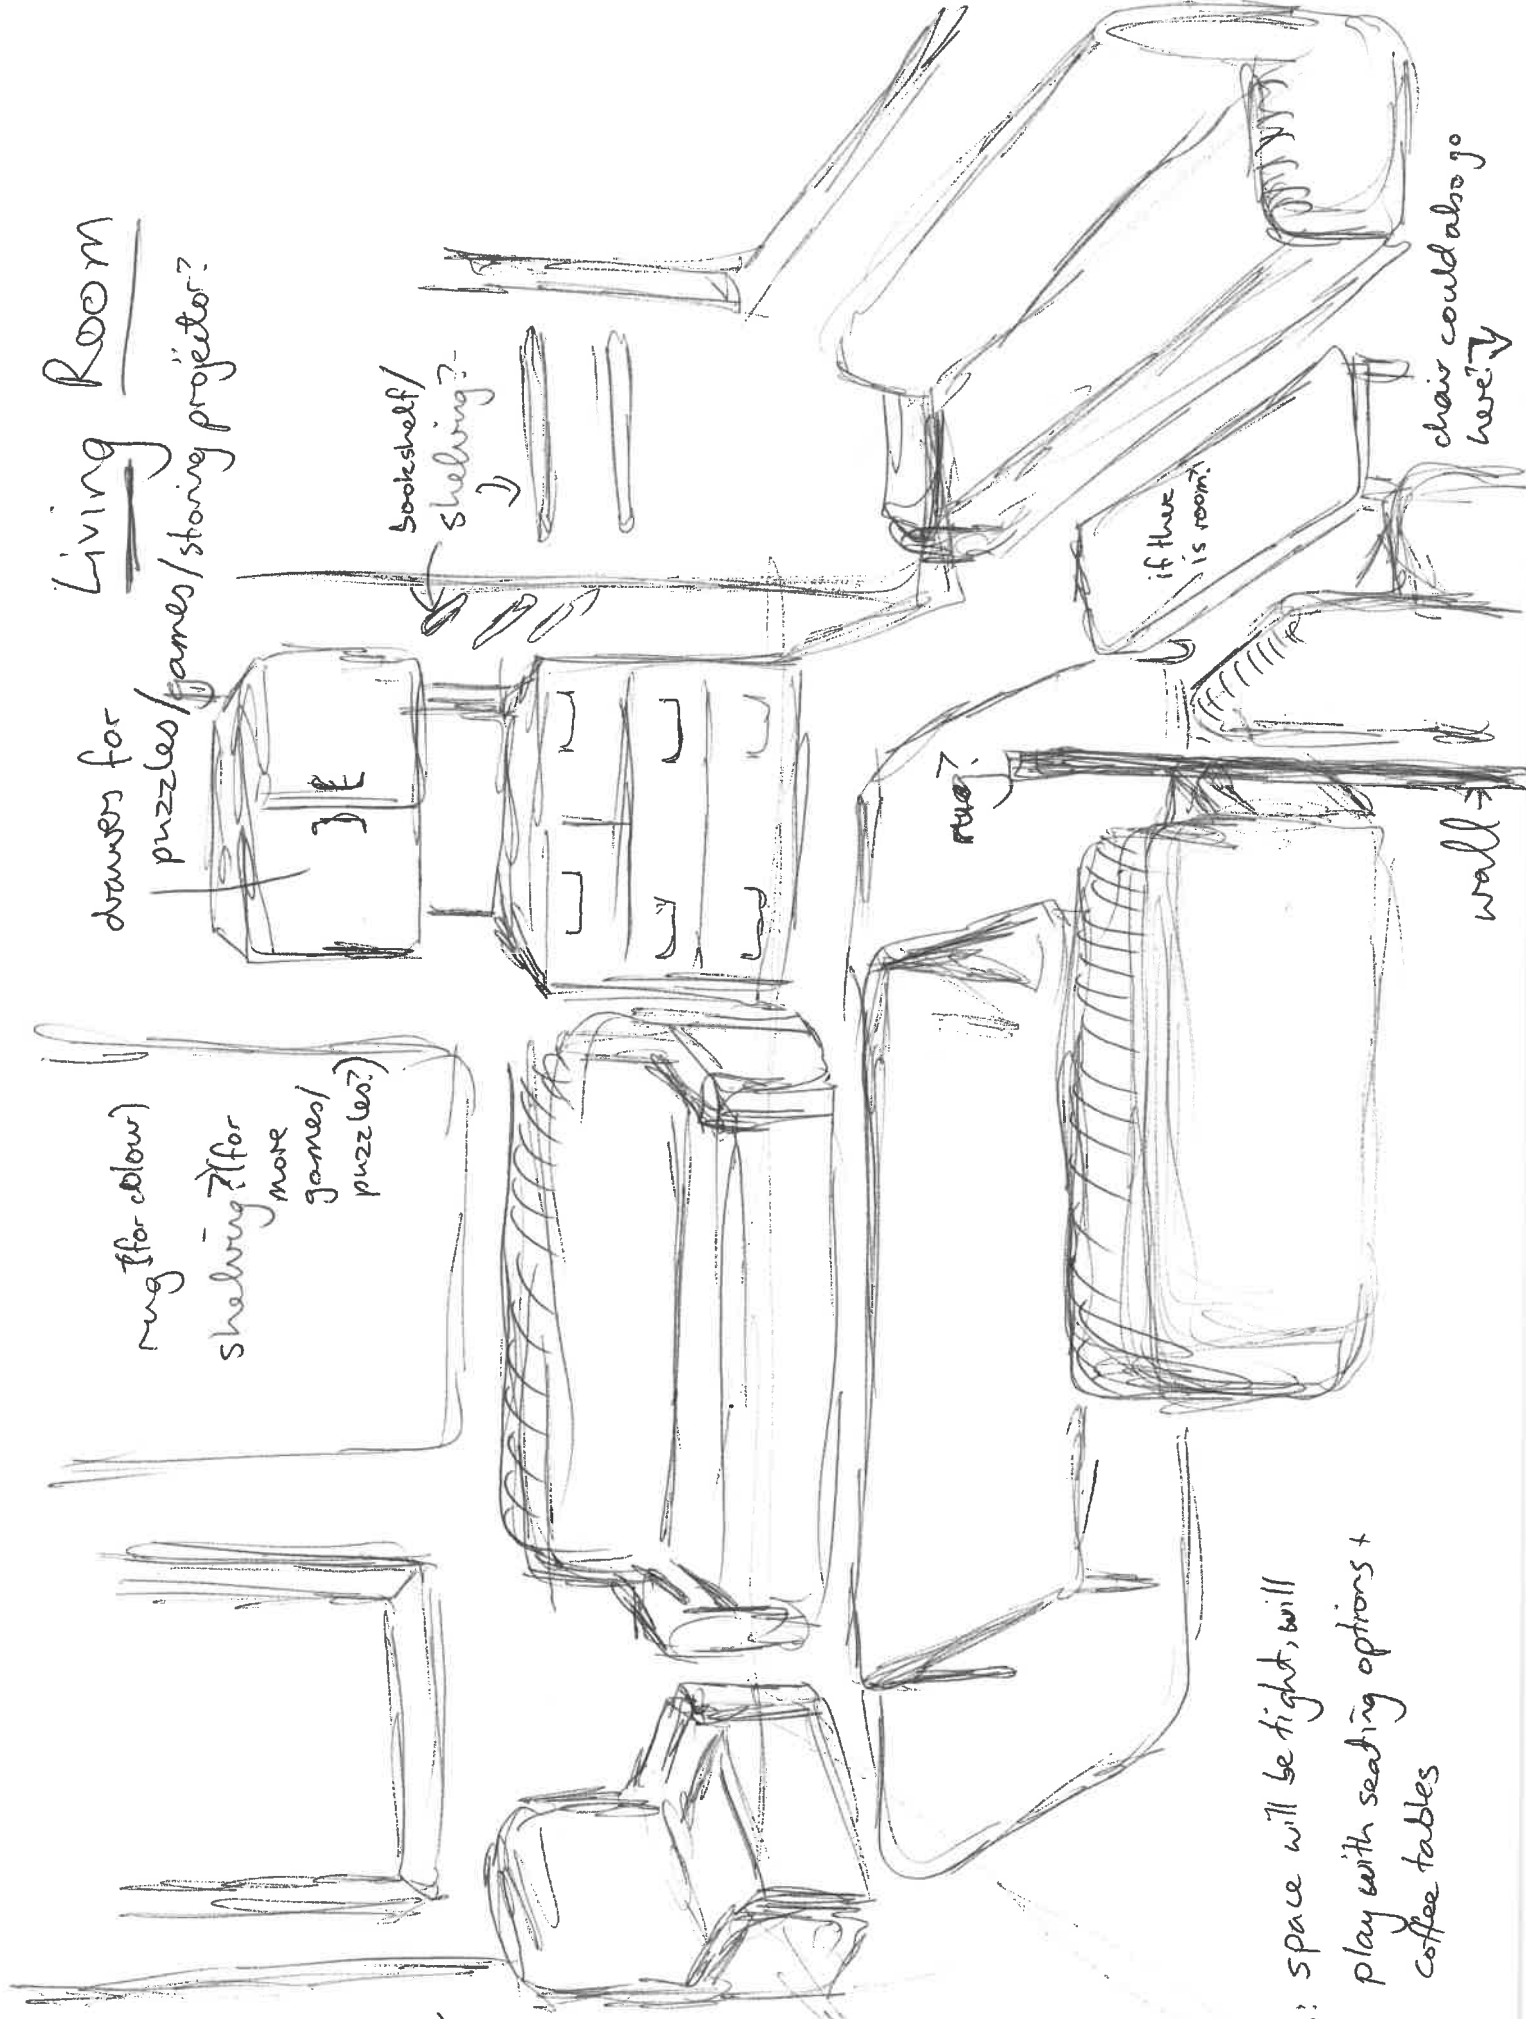 Living Room
drawers for
puzzles/games/storing projector?
rug? (for colour)
shelving? (for
more
games/
puzzles?)
bookshelf/
shelving?
rug?
if there
is room?
chair could also go
here?
wall →
space will be tight, will
play with seating options +
coffee tables